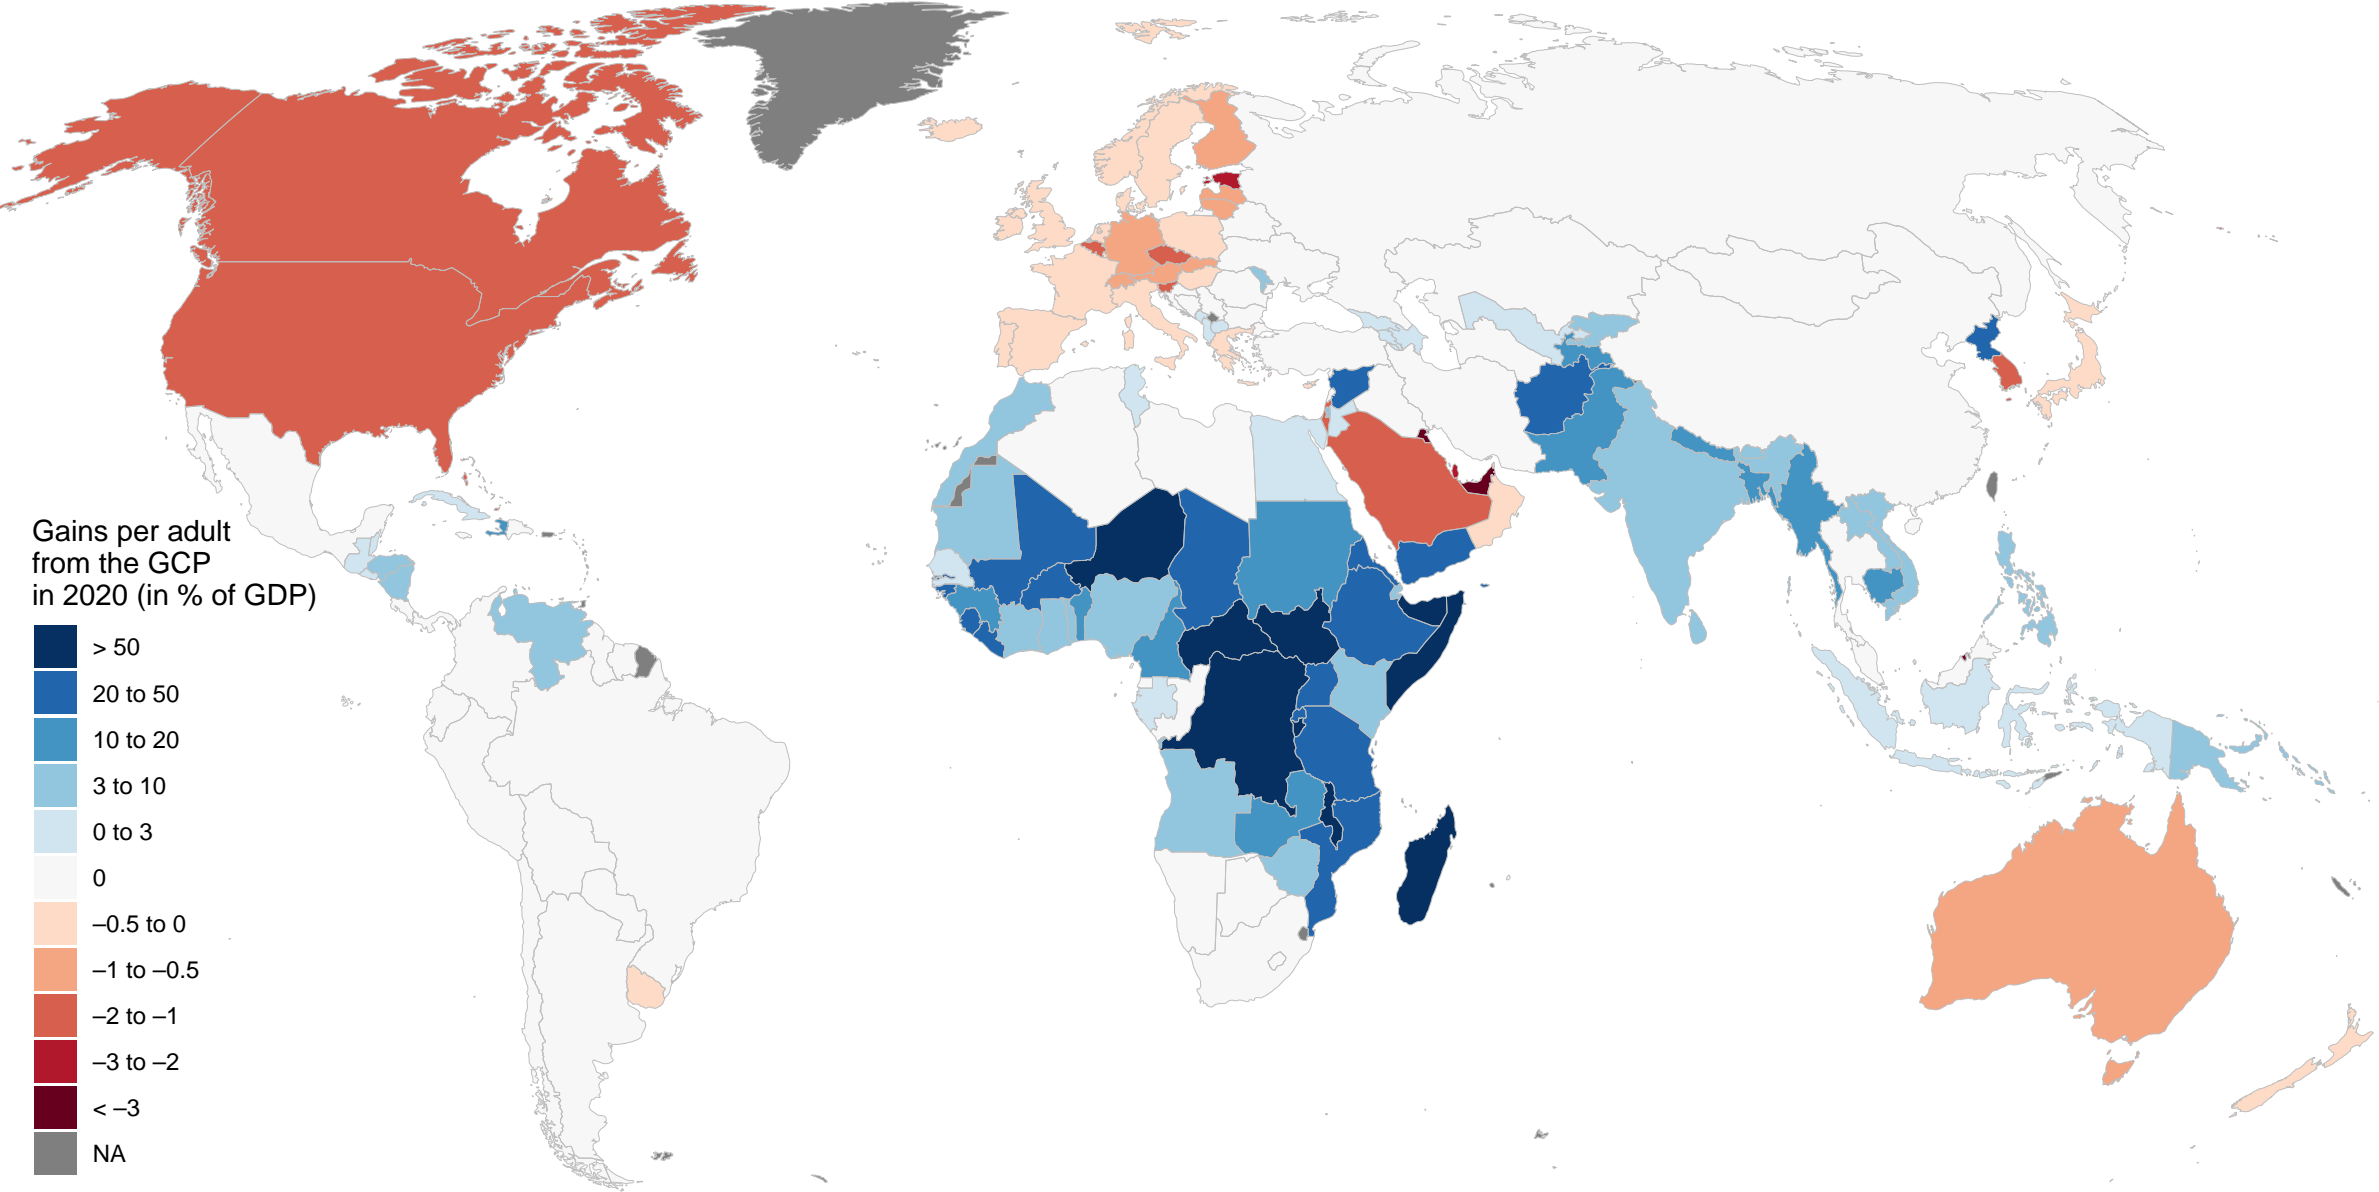 Gains per adult
from the GCP
in 2020 (in % of GDP)
> 50
20 to 50
10 to 20
3 to 10
0 to 3
0
–0.5 to 0
–1 to –0.5
–2 to –1
–3 to –2
< –3
NA